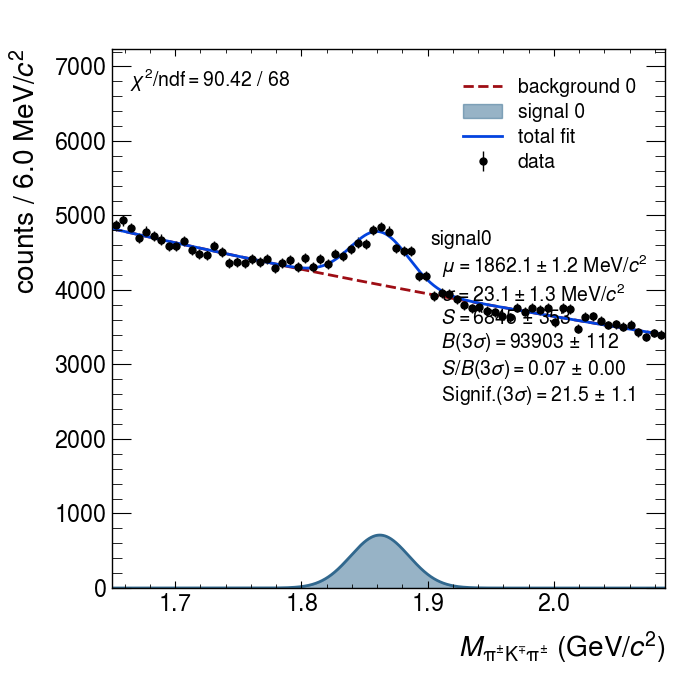 χ²/ndf = 90.42 / 68
background 0
signal 0
total fit
data
signal0
μ = 1862.1 ± 1.2 MeV/c²
= 23.1 ± 1.3 MeV/c²
S = 6846 ±
B(3σ) = 93903 ± 112
S/B(3σ) = 0.07 ± 0.00
Signif.(3σ) = 21.5 ± 1.1
counts / 6.0 MeV/c²
7000
6000
5000
4000
3000
2000
1000
0
1.7 1.8 1.9 2.0
M_π±K∓π± (GeV/c²)